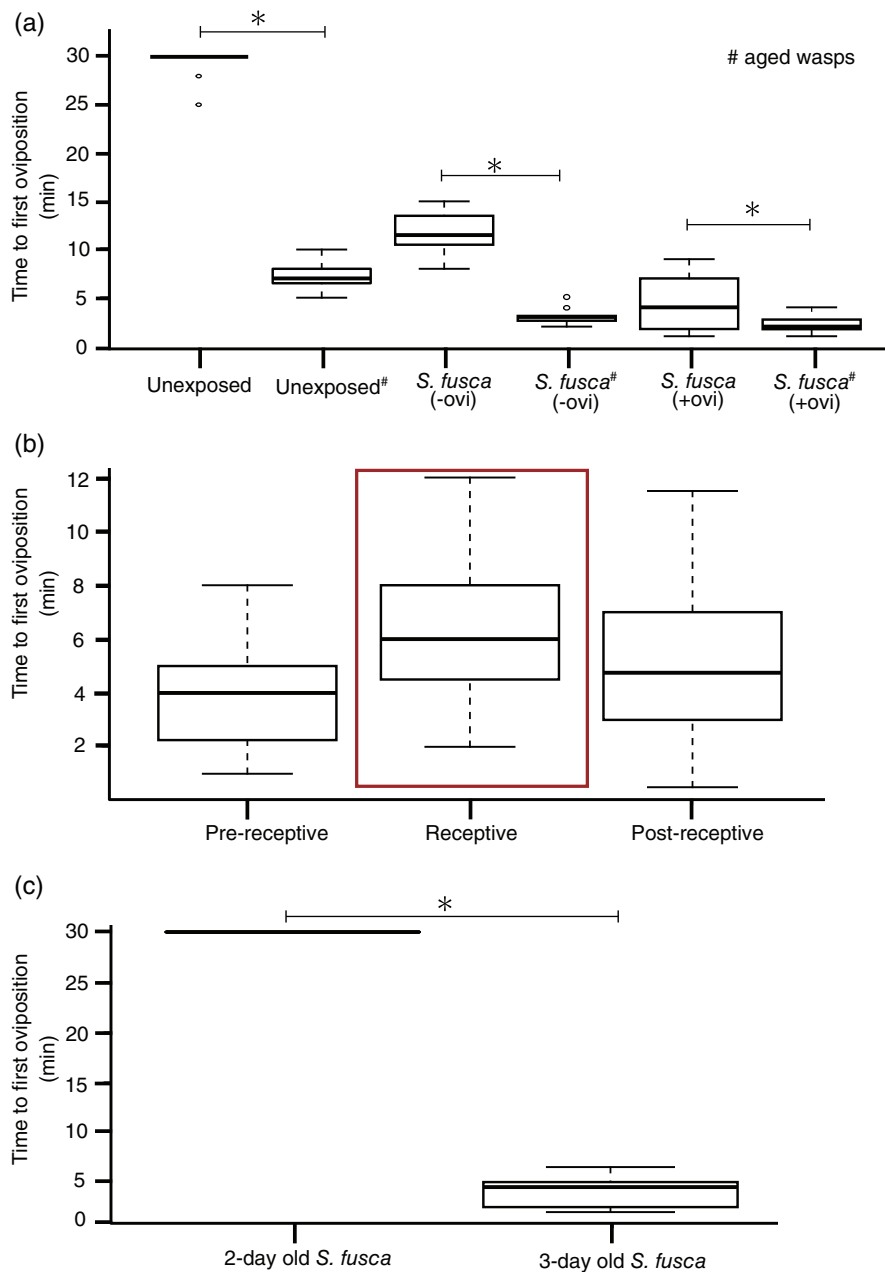 (a)
*
# aged wasps
30
25
20
15
10
5
0
Time to first oviposition
(min)
*
*
Unexposed
Unexposed#
S. fusca
(-ovi)
S. fusca#
(-ovi)
S. fusca
(+ovi)
S. fusca#
(+ovi)
(b)
12
10
8
6
4
2
Time to first oviposition
(min)
Pre-receptive
Receptive
Post-receptive
(c)
*
30
25
20
15
10
5
0
Time to first oviposition
(min)
2-day old S. fusca
3-day old S. fusca